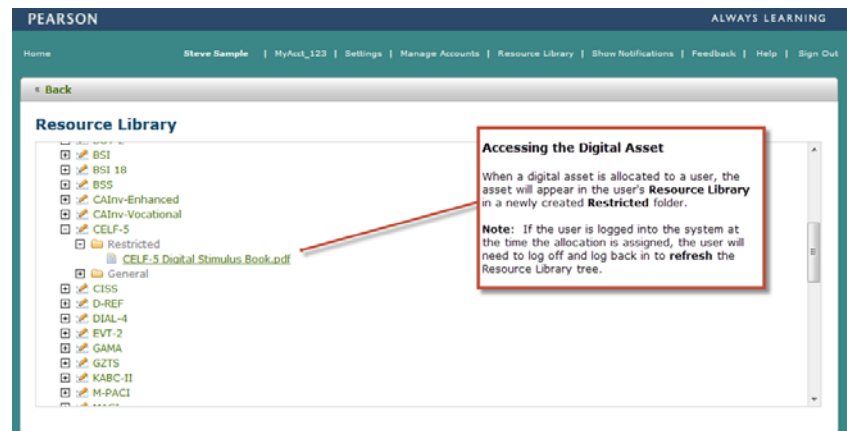 PEARSON
ALWAYS LEARNING
Home
Steve Sample | MyAcct_123 | Settings | Manage Accounts | Resource Library | Show Notifications | Feedback | Help | Sign Out
« Back
Resource Library
BSI
BSI 18
BSS
CAInv-Enhanced
CAInv-Vocational
CELF-5
Restricted
CELF-5 Digital Stimulus Book.pdf
General
CISS
D-REF
DIAL-4
EVT-2
GAMA
GZTS
KABC-II
M-PACI
Accessing the Digital Asset
When a digital asset is allocated to a user, the
asset will appear in the user's Resource Library
in a newly created Restricted folder.
Note: If the user is logged into the system at
the time the allocation is assigned, the user will
need to log off and log back in to refresh the
Resource Library tree.